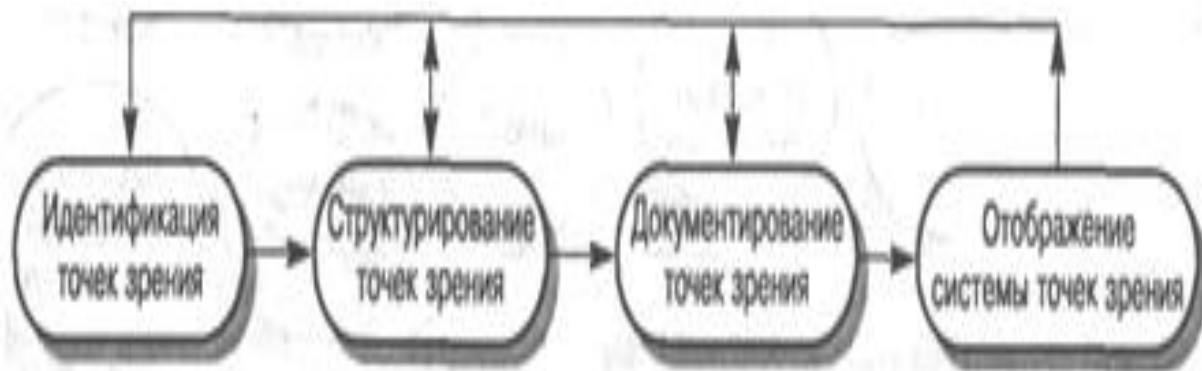 Идентификация
точек зрения
Структурирование
точек зрения
Документирование
точек зрения
Отображение
системы точек зрения